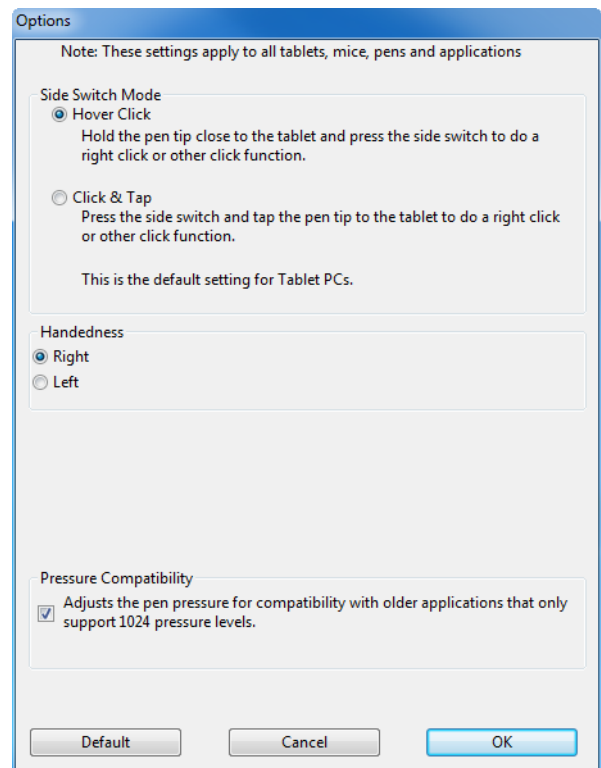 Options
Note: These settings apply to all tablets, mice, pens and applications
Side Switch Mode
Hover Click
Hold the pen tip close to the tablet and press the side switch to do a
right click or other click function.
Click & Tap
Press the side switch and tap the pen tip to the tablet to do a right click
or other click function.
This is the default setting for Tablet PCs.
Handedness
Right
Left
Pressure Compatibility
Adjusts the pen pressure for compatibility with older applications that only
support 1024 pressure levels.
Default
Cancel
OK